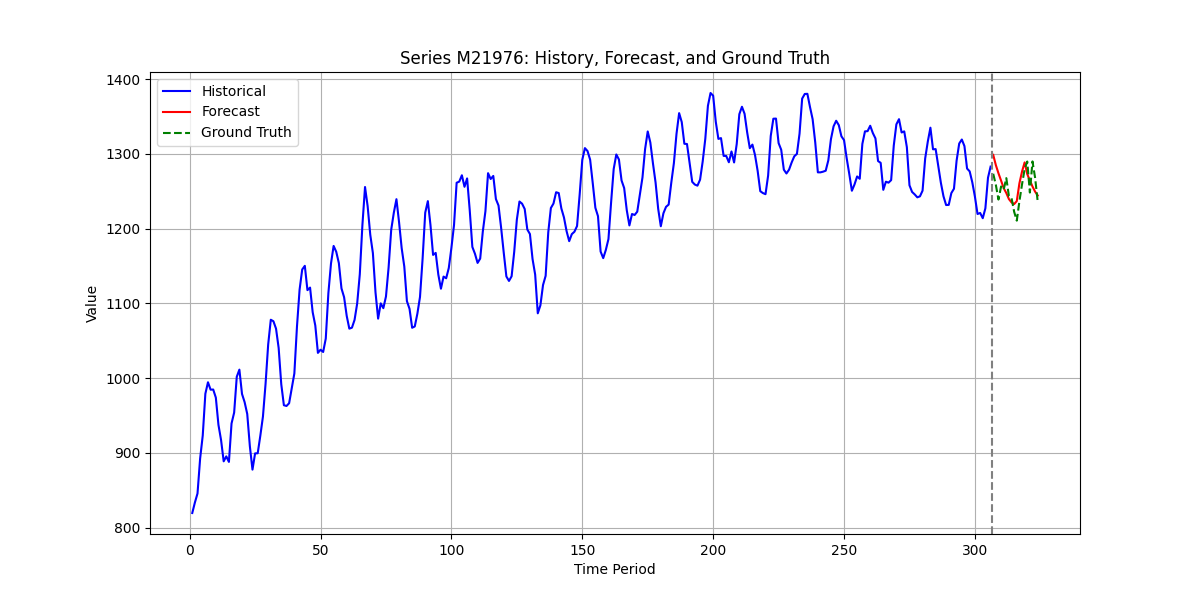 Series M21976: History, Forecast, and Ground Truth
Historical
Forecast
Ground Truth
1400
1300
1200
1100
1000
900
800
Value
0 50 100 150 200 250 300
Time Period